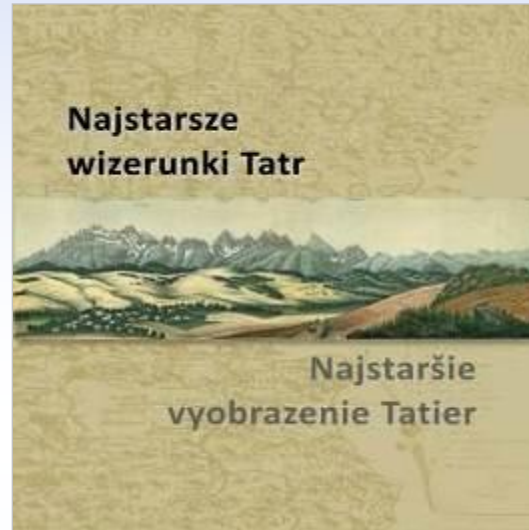 Najstarsze
wizerunki Tatr
Najstaršie
vyobrazenie Tatier